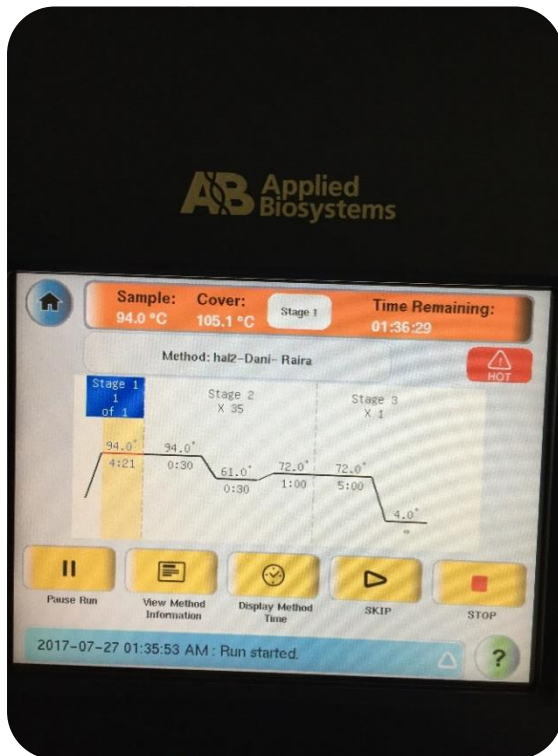 AB Applied
Biosystems
Sample: Cover: Stage 1 Time Remaining:
94.0 °C 105.1 °C 01:36:29
Method: hal2-Dani- Raira
HOT
Stage 1
1
of 1
Stage 2
X 35
Stage 3
X 1
94.0° 94.0° 61.0° 72.0° 72.0° 4.0°
4:21 0:30 0:30 1:00 5:00 ∞
Pause Run
View Method
Information
Display Method
Time
SKIP
STOP
2017-07-27 01:35:53 AM : Run started.
?